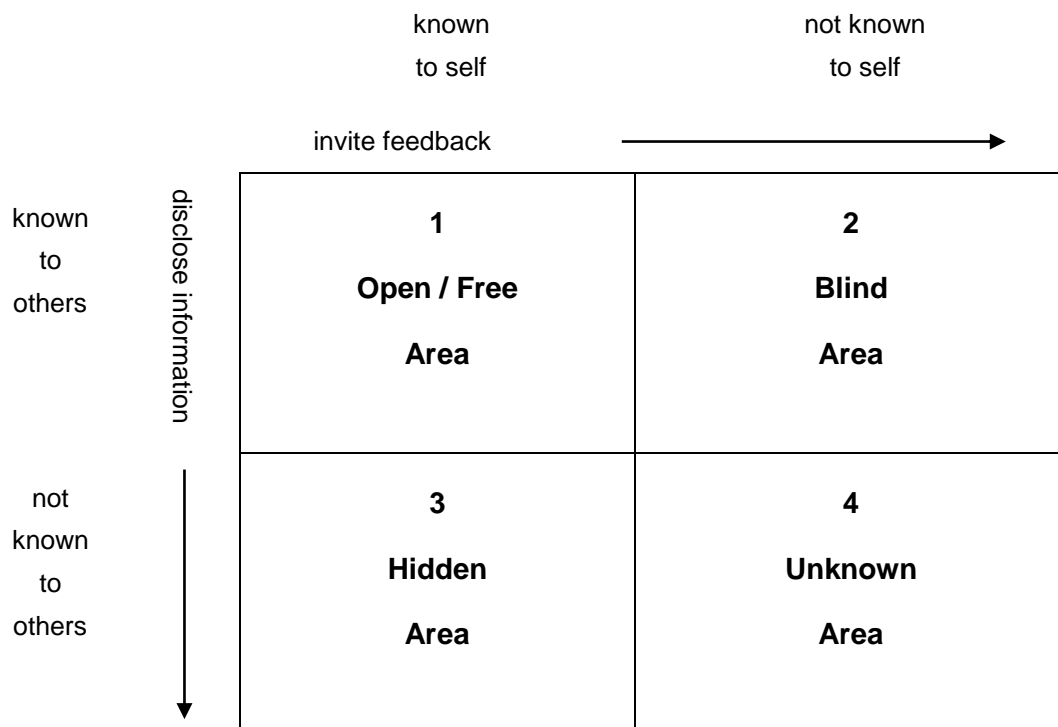 known
to self
not known
to self
invite feedback
known
to
others
disclose information
1
Open / Free
Area
2
Blind
Area
not
known
to
others
3
Hidden
Area
4
Unknown
Area